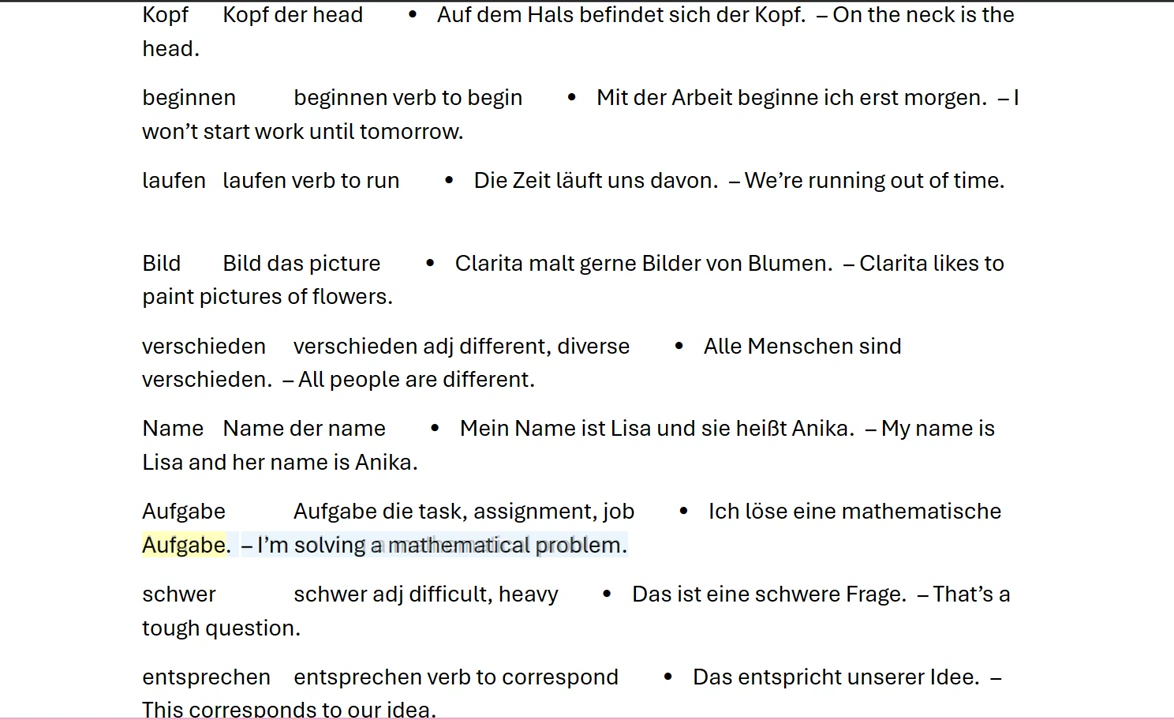 Kopf Kopf der head • Auf dem Hals befindet sich der Kopf. – On the neck is the
head.
beginnen beginnen verb to begin • Mit der Arbeit beginne ich erst morgen. – I
won’t start work until tomorrow.
laufen laufen verb to run • Die Zeit läuft uns davon. – We’re running out of time.
Bild Bild das picture • Clarita malt gerne Bilder von Blumen. – Clarita likes to
paint pictures of flowers.
verschieden verschieden adj different, diverse • Alle Menschen sind
verschieden. – All people are different.
Name Name der name • Mein Name ist Lisa und sie heißt Anika. – My name is
Lisa and her name is Anika.
Aufgabe Aufgabe die task, assignment, job • Ich löse eine mathematische
Aufgabe. – I’m solving a mathematical problem.
schwer schwer adj difficult, heavy • Das ist eine schwere Frage. – That’s a
tough question.
entsprechen entsprechen verb to correspond • Das entspricht unserer Idee. –
This corresponds to our idea.